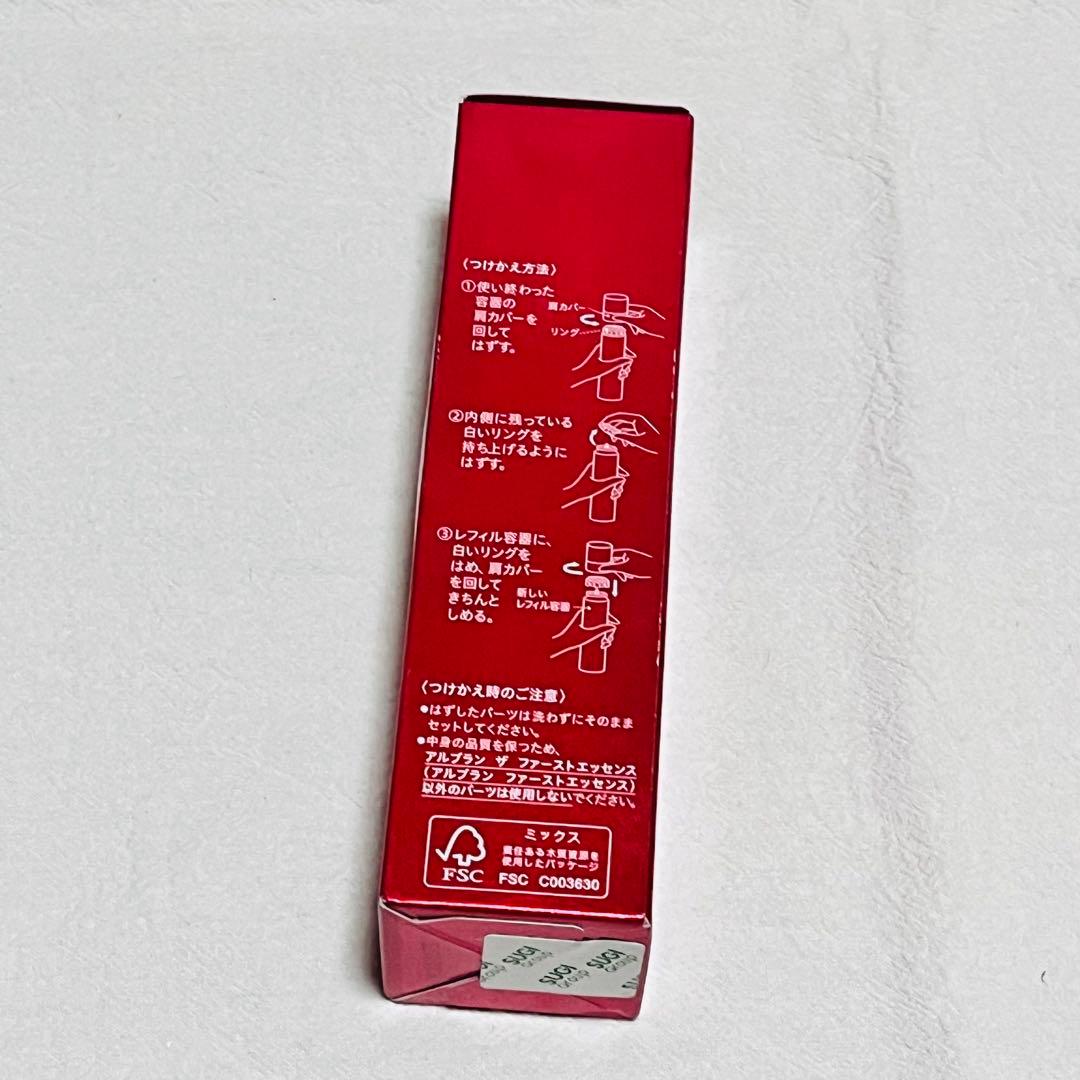 〈つけかえ方法〉
①使い終わった
容器の
肩カバーを
回して
はずす。
肩カバー
リング
②内側に残っている
白いリングを
持ち上げるように
はずす。
③レフィル容器に、
白いリングを
はめ、肩カバー
を回して
きちんと
しめる。
新しい
レフィル容器
〈つけかえ時のご注意〉
●はずしたパーツは洗わずにそのまま
セットしてください。
●中身の品質を保つため、
アルブラン ザ ファーストエッセンス
(アルブラン ファーストエッセンス)
以外のパーツは使用しないでください。
FSC
ミックス
責任ある木質資源を
使用したパッケージ
FSC C003630
SUGI
Group
SUGI
Group
SUGI
Group